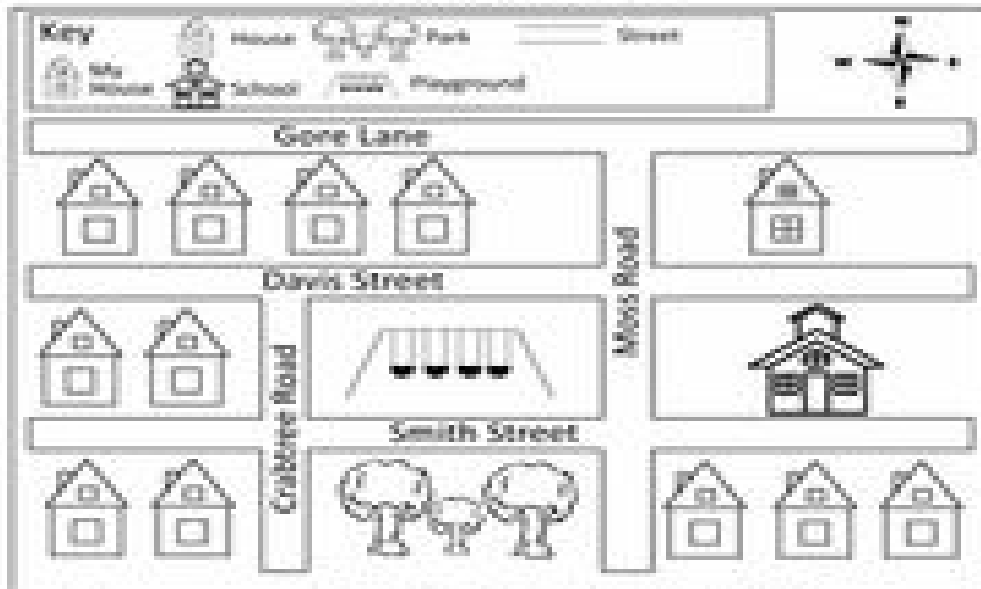 Key
House
Park
Street
My
House
School
Playground
W
Gore Lane
Davis Street
Moss Road
Crabtree Road
Smith Street